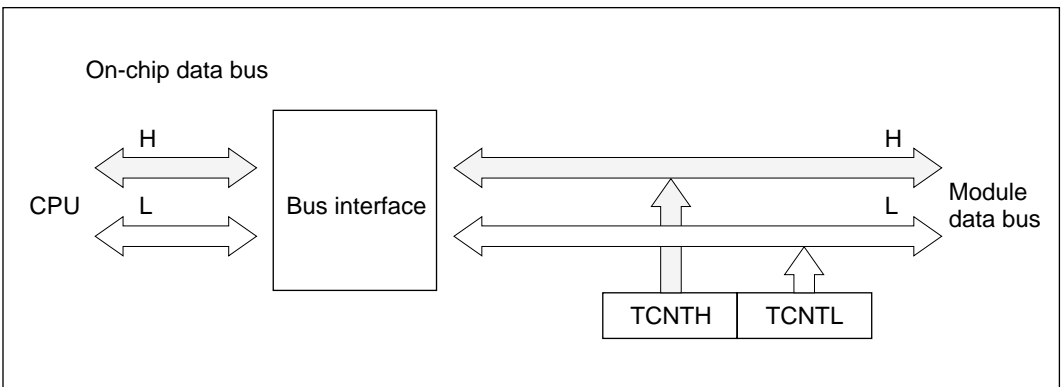 On-chip data bus
H
H
CPU
L
Bus interface
L
Module
data bus
TCNTH
TCNTL